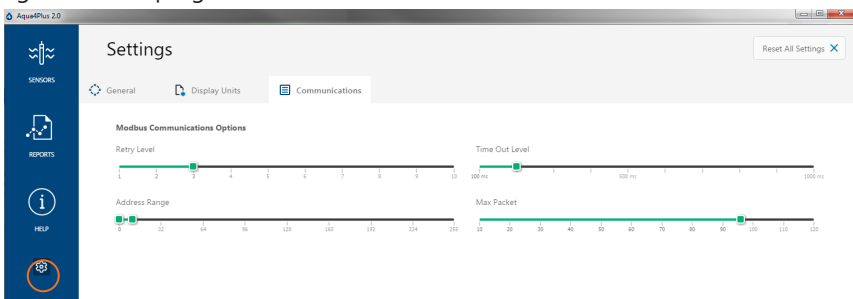 Aqua4Plus 2.0
Settings
Reset All Settings
SENSORS
General
Display Units
Communications
Modbus Communications Options
Retry Level
1 2 3 4 5 6 7 8 9 10
Time Out Level
100 ms 500 ms 1000 ms
REPORTS
Address Range
0 32 64 96 128 160 192 224 255
Max Packet
10 20 30 40 50 60 70 80 90 100 110 120
HELP